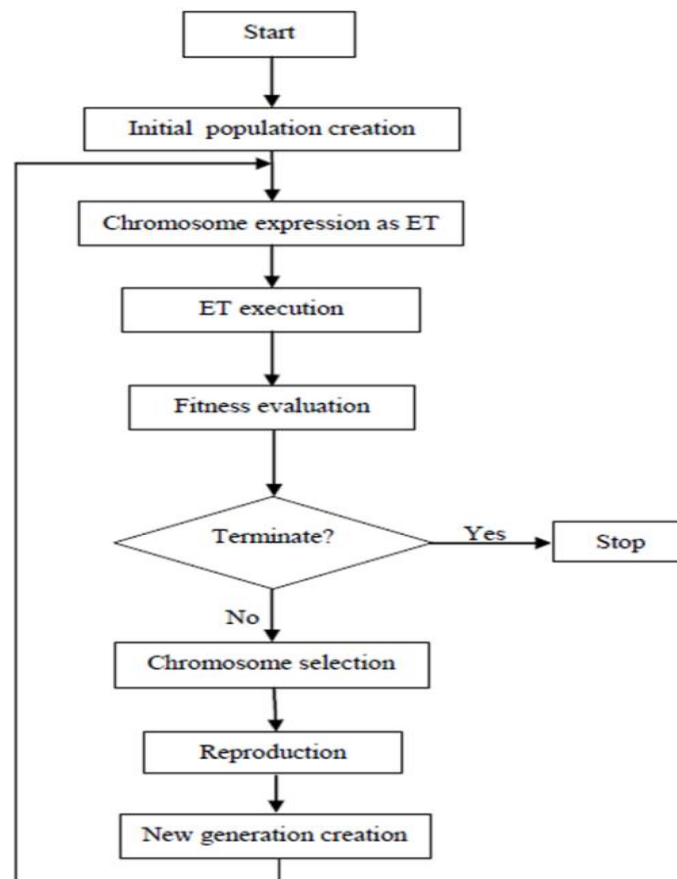 Start
Initial population creation
Chromosome expression as ET
ET execution
Fitness evaluation
Terminate?
Yes
Stop
No
Chromosome selection
Reproduction
New generation creation